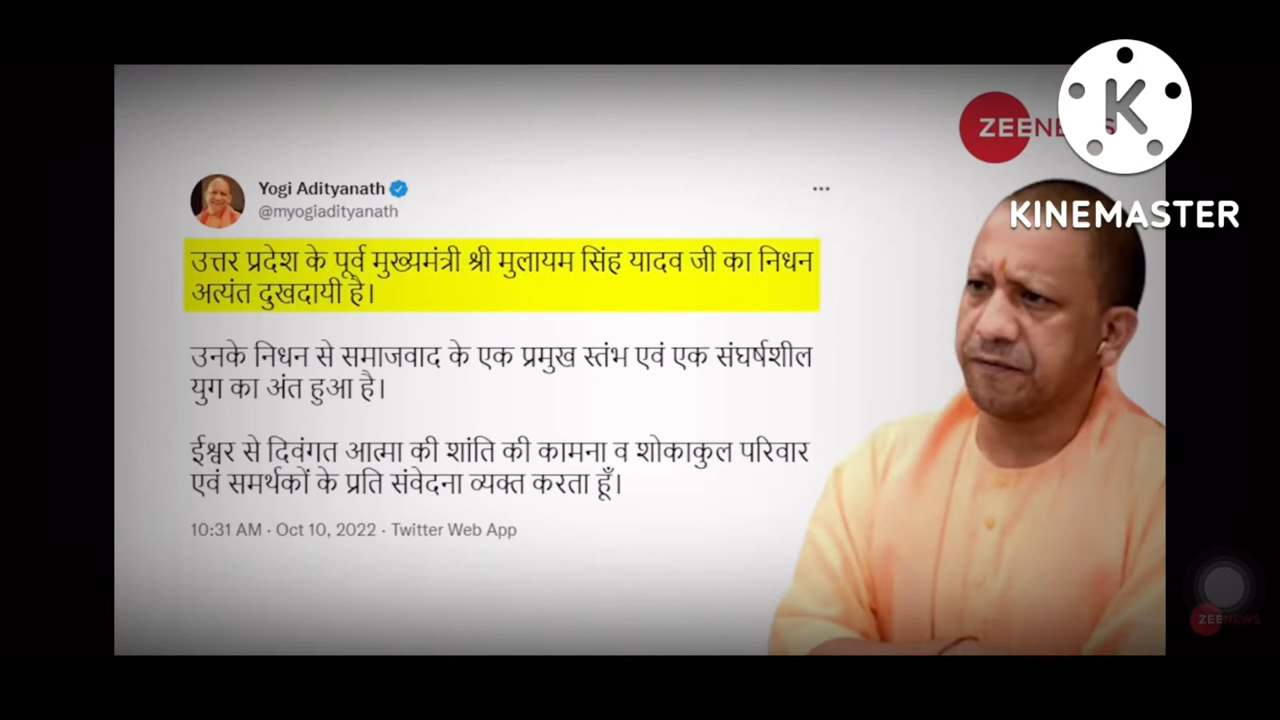 ZEENEWS
K
KINEMASTER
Yogi Adityanath
@myogiadityanath
उत्तर प्रदेश के पूर्व मुख्यमंत्री श्री मुलायम सिंह यादव जी का निधन
अत्यंत दुखदायी है।
उनके निधन से समाजवाद के एक प्रमुख स्तंभ एवं एक संघर्षशील
युग का अंत हुआ है।
ईश्वर से दिवंगत आत्मा की शांति की कामना व शोकाकुल परिवार
एवं समर्थकों के प्रति संवेदना व्यक्त करता हूँ।
10:31 AM · Oct 10, 2022 · Twitter Web App
ZEENEWS